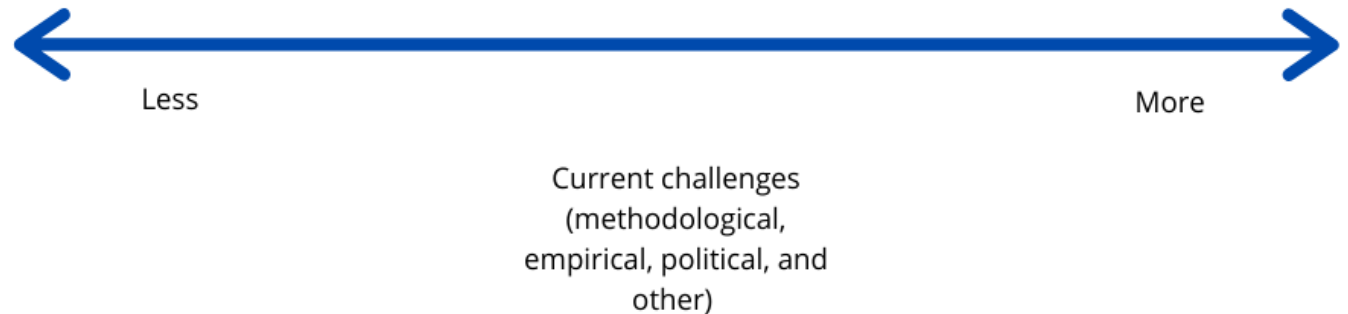 Less
More
Current challenges
(methodological,
empirical, political, and
other)